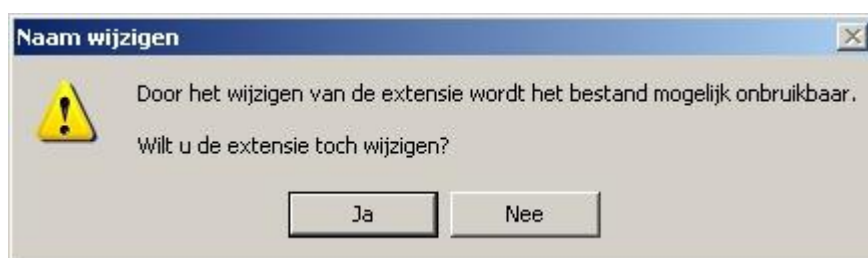 Naam wijzigen
Door het wijzigen van de extensie wordt het bestand mogelijk onbruikbaar.
Wilt u de extensie toch wijzigen?
Ja
Nee